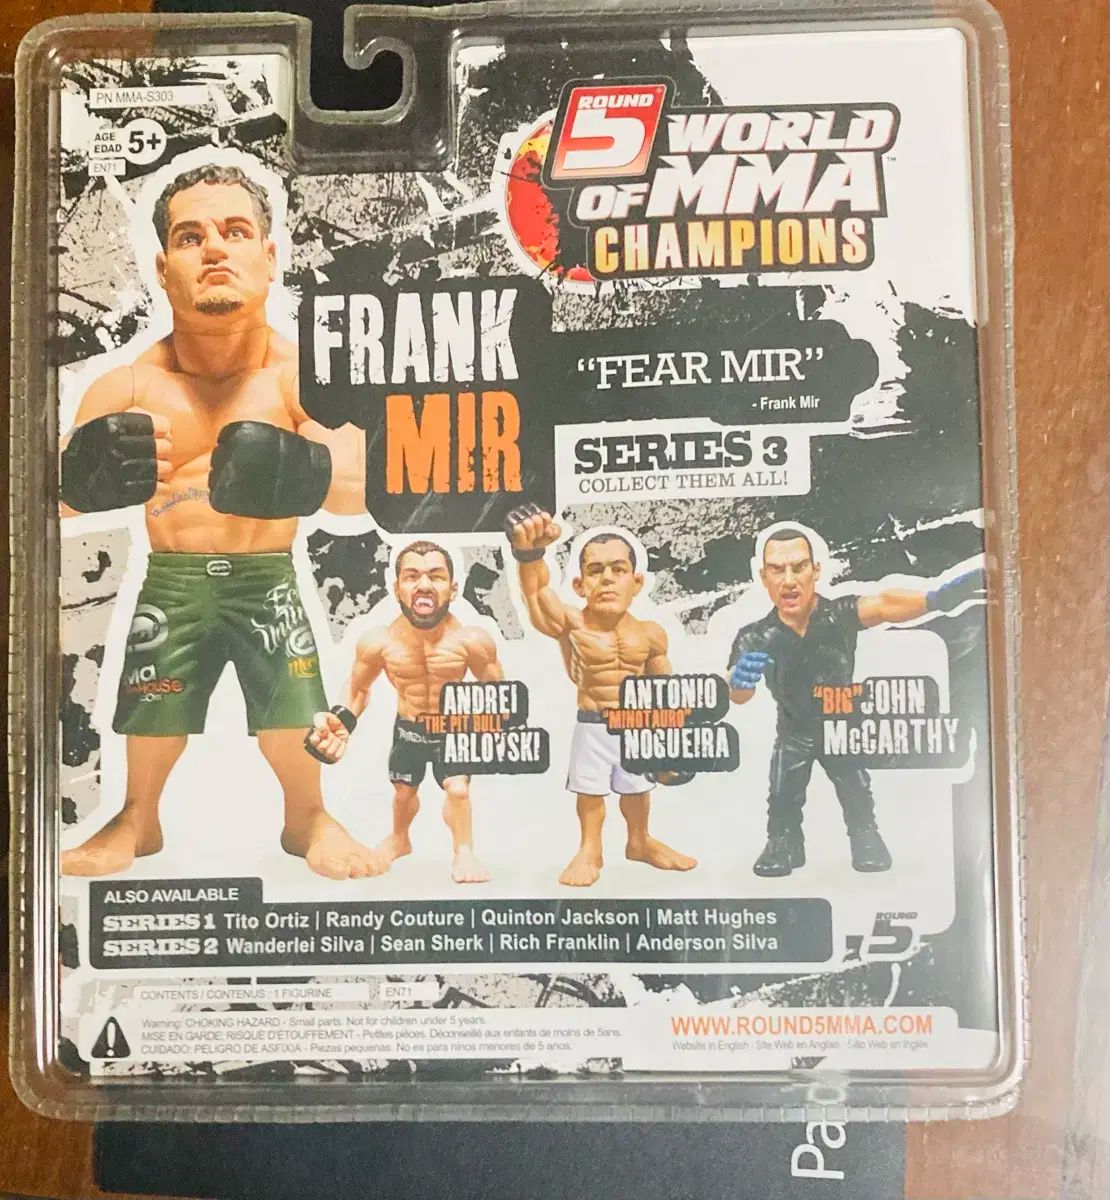 PN MMA-S303
AGE
EDAD 5+
EN71
ROUND
5
WORLD
OF MMA™
CHAMPIONS
FRANK
MIR
"FEAR MIR"
- Frank Mir
SERIES 3
COLLECT THEM ALL!
ANDREI
"THE PIT BULL"
ARLOVSKI
ANTONIO
"MINOTAURO"
NOGUEIRA
"BIG" JOHN
McCARTHY
ALSO AVAILABLE
SERIES 1 Tito Ortiz | Randy Couture | Quinton Jackson | Matt Hughes
SERIES 2 Wanderlei Silva | Sean Sherk | Rich Franklin | Anderson Silva
ROUND
5
CONTENTS / CONTENUS : 1 FIGURINE
EN71
Warning: CHOKING HAZARD - Small parts. Not for children under 5 years.
MISE EN GARDE: RISQUE D'ÉTOUFFEMENT - Petites pièces. Déconseillé aux enfants de moins de 5ans.
CUIDADO: PELIGRO DE ASFIXIA - Piezas pequenas. No es para ninos menores de 5 anos.
WWW.ROUND5MMA.COM
Website in English - Site Web en Anglais - Sitio Web en Inglés